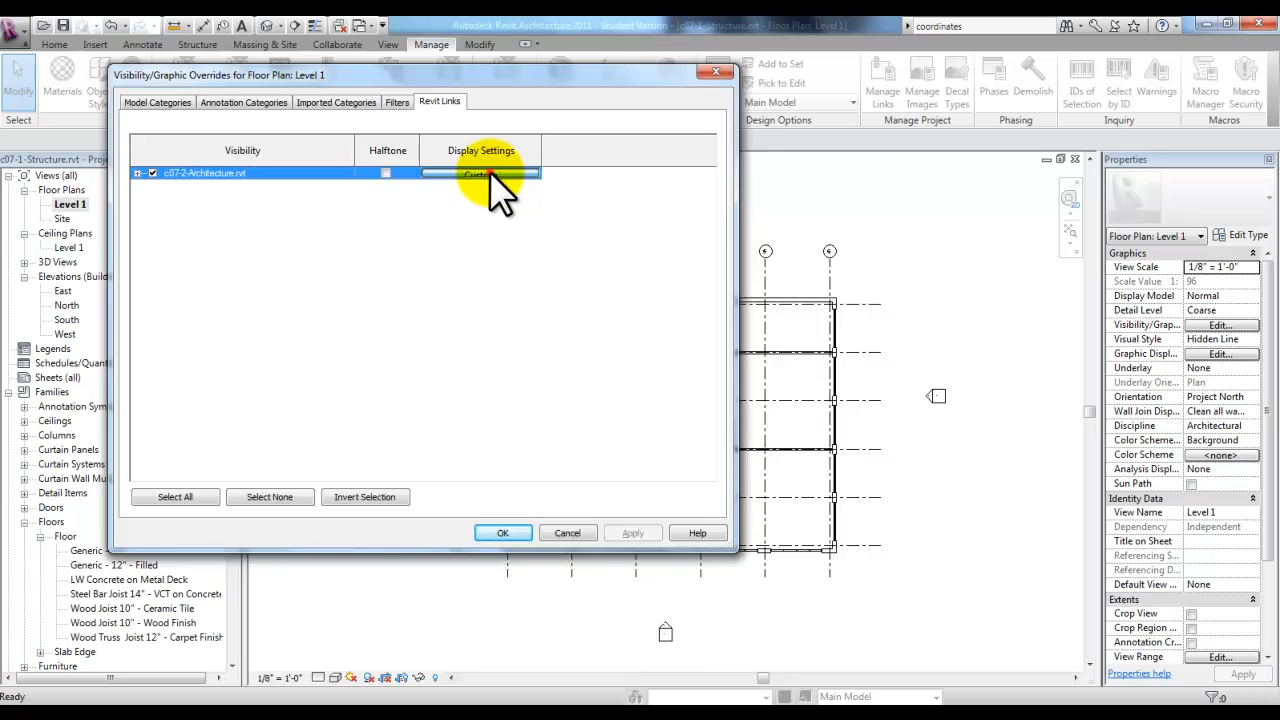 Autodesk Revit Architecture 2011 - Student Version - [c07-1-Structure.rvt - Floor Plan: Level 1]
coordinates
Home Insert Annotate Structure Massing & Site Collaborate View Manage Modify
Modify
Materials
Select
Add to Set
Pick to Edit
Main Model
Design Options
Manage Links
Manage Images
Decal Types
Manage Project
Phases
Demolish
Phasing
IDs of Selection
Select by ID
Warnings
Inquiry
Macro Manager
Macro Security
Macros
Visibility/Graphic Overrides for Floor Plan: Level 1
Model Categories Annotation Categories Imported Categories Filters Revit Links
Visibility Halftone Display Settings
c07-2-Architecture.rvt
Select All Select None Invert Selection
OK Cancel Apply Help
c07-1-Structure.rvt - Proj
Views (all)
Floor Plans
Level 1
Site
Ceiling Plans
Level 1
3D Views
Elevations (Build
East
North
South
West
Legends
Schedules/Quant
Sheets (all)
Families
Annotation Sym
Ceilings
Columns
Curtain Panels
Curtain Systems
Curtain Wall Mu
Detail Items
Doors
Floors
Floor
Generic - 12" - Filled
LW Concrete on Metal Deck
Steel Bar Joist 14" - VCT on Concrete
Wood Joist 10" - Ceramic Tile
Wood Joist 10" - Wood Finish
Wood Truss Joist 12" - Carpet Finish
Slab Edge
Furniture
Properties
Floor Plan: Level 1 Edit Type
Graphics
View Scale 1/8" = 1'-0"
Scale Value 1: 96
Display Model Normal
Detail Level Coarse
Visibility/Grap... Edit...
Visual Style Hidden Line
Graphic Displ... Edit...
Underlay None
Underlay Orie... Plan
Orientation Project North
Wall Join Disp... Clean all wa...
Discipline Architectural
Color Scheme... Background
Color Scheme <none>
Analysis Displ... None
Sun Path
Identity Data
View Name Level 1
Dependency Independent
Title on Sheet
Referencing S...
Referencing D...
Default View ... None
Extents
Crop View
Crop Region ...
Annotation Cr...
View Range Edit...
Properties help Apply
1/8" = 1'-0"
Ready
Main Model
:0